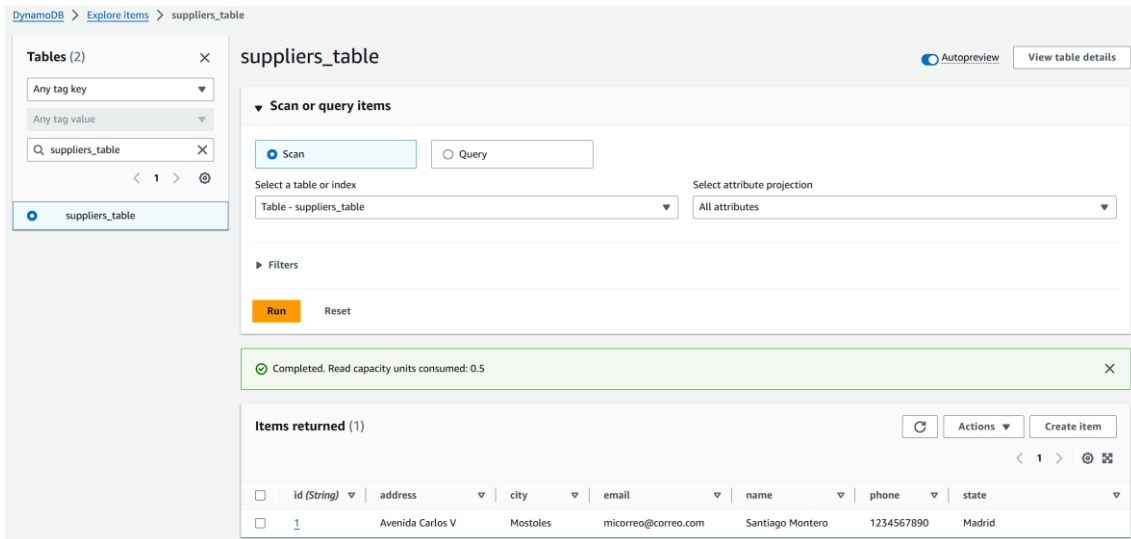 DynamoDB > Explore items > suppliers_table
Tables (2)
Any tag key
Any tag value
suppliers_table
1
suppliers_table
suppliers_table
Autopreview
View table details
Scan or query items
Scan
Query
Select a table or index
Select attribute projection
Table - suppliers_table
All attributes
Filters
Run
Reset
Completed. Read capacity units consumed: 0.5
Items returned (1)
Actions
Create item
1
id (String) address city email name phone state
1 Avenida Carlos V Mostoles micorreo@correo.com Santiago Montero 1234567890 Madrid